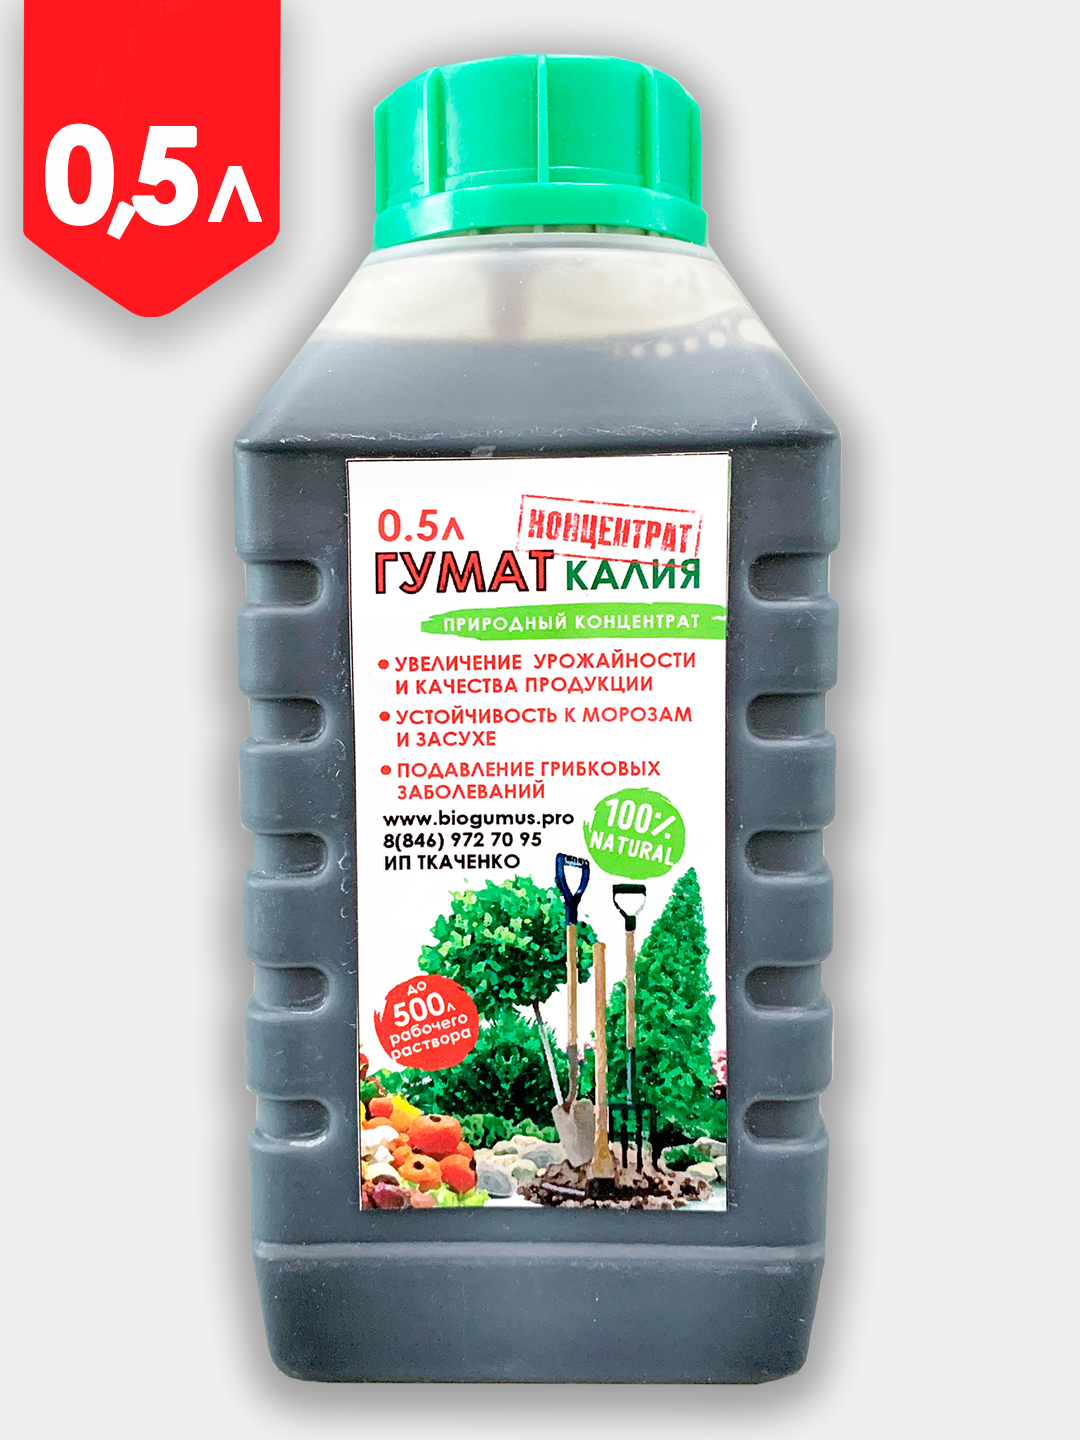 0,5л
0.5л
КОНЦЕНТРАТ
ГУМАТ КАЛИЯ
ПРИРОДНЫЙ КОНЦЕНТРАТ
• УВЕЛИЧЕНИЕ УРОЖАЙНОСТИ
И КАЧЕСТВА ПРОДУКЦИИ
• УСТОЙЧИВОСТЬ К МОРОЗАМ
И ЗАСУХЕ
• ПОДАВЛЕНИЕ ГРИБКОВЫХ
ЗАБОЛЕВАНИЙ
www.biogumus.pro
8(846) 972 70 95
ИП ТКАЧЕНКО
100%
NATURAL
до
500л
рабочего
раствора